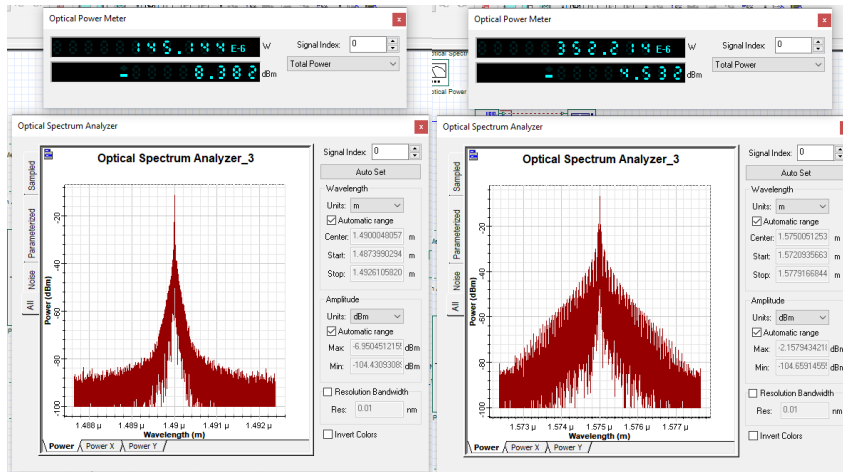 Optical Power Meter
x
145.144 E-6 W
Signal Index: 0
- 8.382 dBm
Total Power
Optical Spectrum Analyzer
x
Optical Spectrum Analyzer_3
Signal Index: 0
Auto Set
Wavelength
Units: m
Automatic range
Center: 1.4900048057 m
Start: 1.4873990294 m
Stop: 1.4926105820 m
Amplitude
Units: dBm
Automatic range
Max: -6.9504512155 dBm
Min: -104.43093089 dBm
Resolution Bandwidth
Res: 0.01 nm
Invert Colors
Sampled
Parameterized
Noise
All
Power (dBm)
-20
-40
-60
-80
-100
1.488 µ 1.489 µ 1.49 µ 1.491 µ 1.492 µ
Wavelength (m)
Power Power X Power Y
Optical Power Meter
x
352.214 E-6 W
Signal Index: 0
- 4.532 dBm
Total Power
Optical Power
Optical Spectrum Analyzer
x
Optical Spectrum Analyzer_3
Signal Index: 0
Auto Set
Wavelength
Units: m
Automatic range
Center: 1.5750051253 m
Start: 1.5720935663 m
Stop: 1.5779166844 m
Amplitude
Units: dBm
Automatic range
Max: -2.1579434218 dBm
Min: -104.65914555 dBm
Resolution Bandwidth
Res: 0.01 nm
Invert Colors
Sampled
Parameterized
Noise
All
Power (dBm)
-20
-40
-60
-80
-100
1.573 µ 1.574 µ 1.575 µ 1.576 µ 1.577 µ
Wavelength (m)
Power Power X Power Y